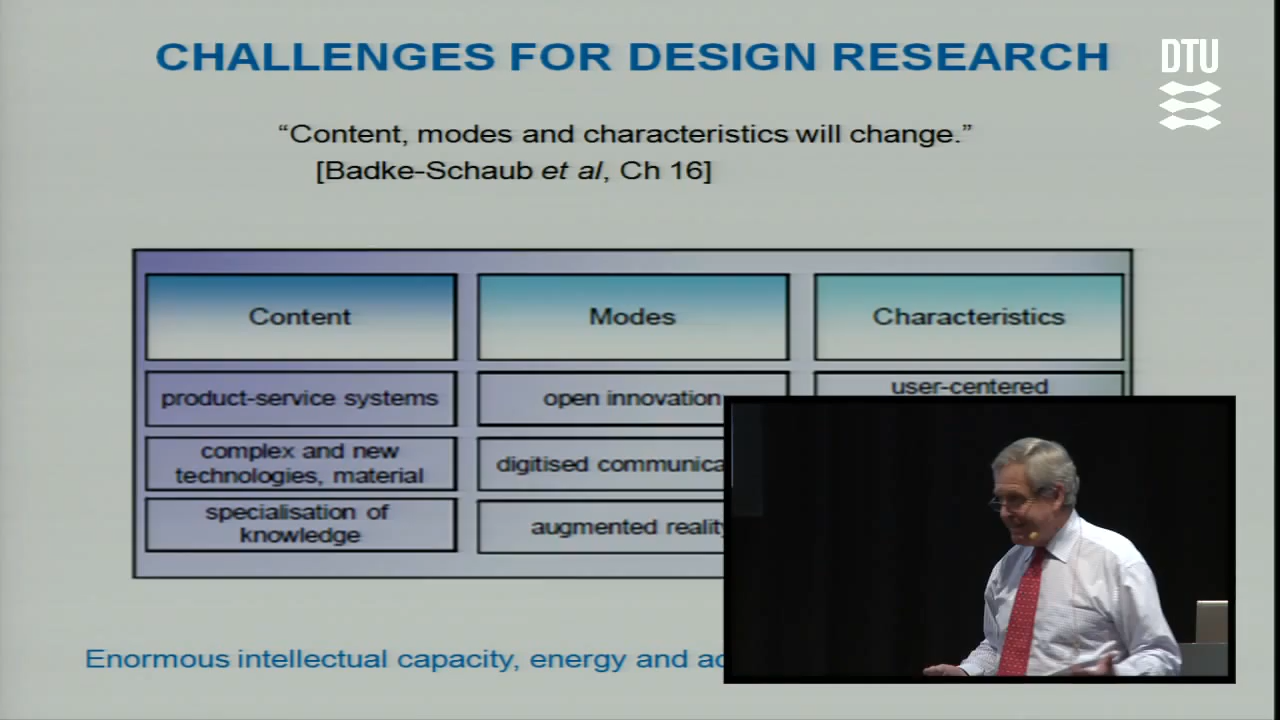 CHALLENGES FOR DESIGN RESEARCH
DTU
“Content, modes and characteristics will change.”
[Badke-Schaub et al, Ch 16]
Content
Modes
Characteristics
product-service systems
open innovation
user-centered
complex and new
technologies, material
digitised communica
specialisation of
knowledge
augmented reality
Enormous intellectual capacity, energy and